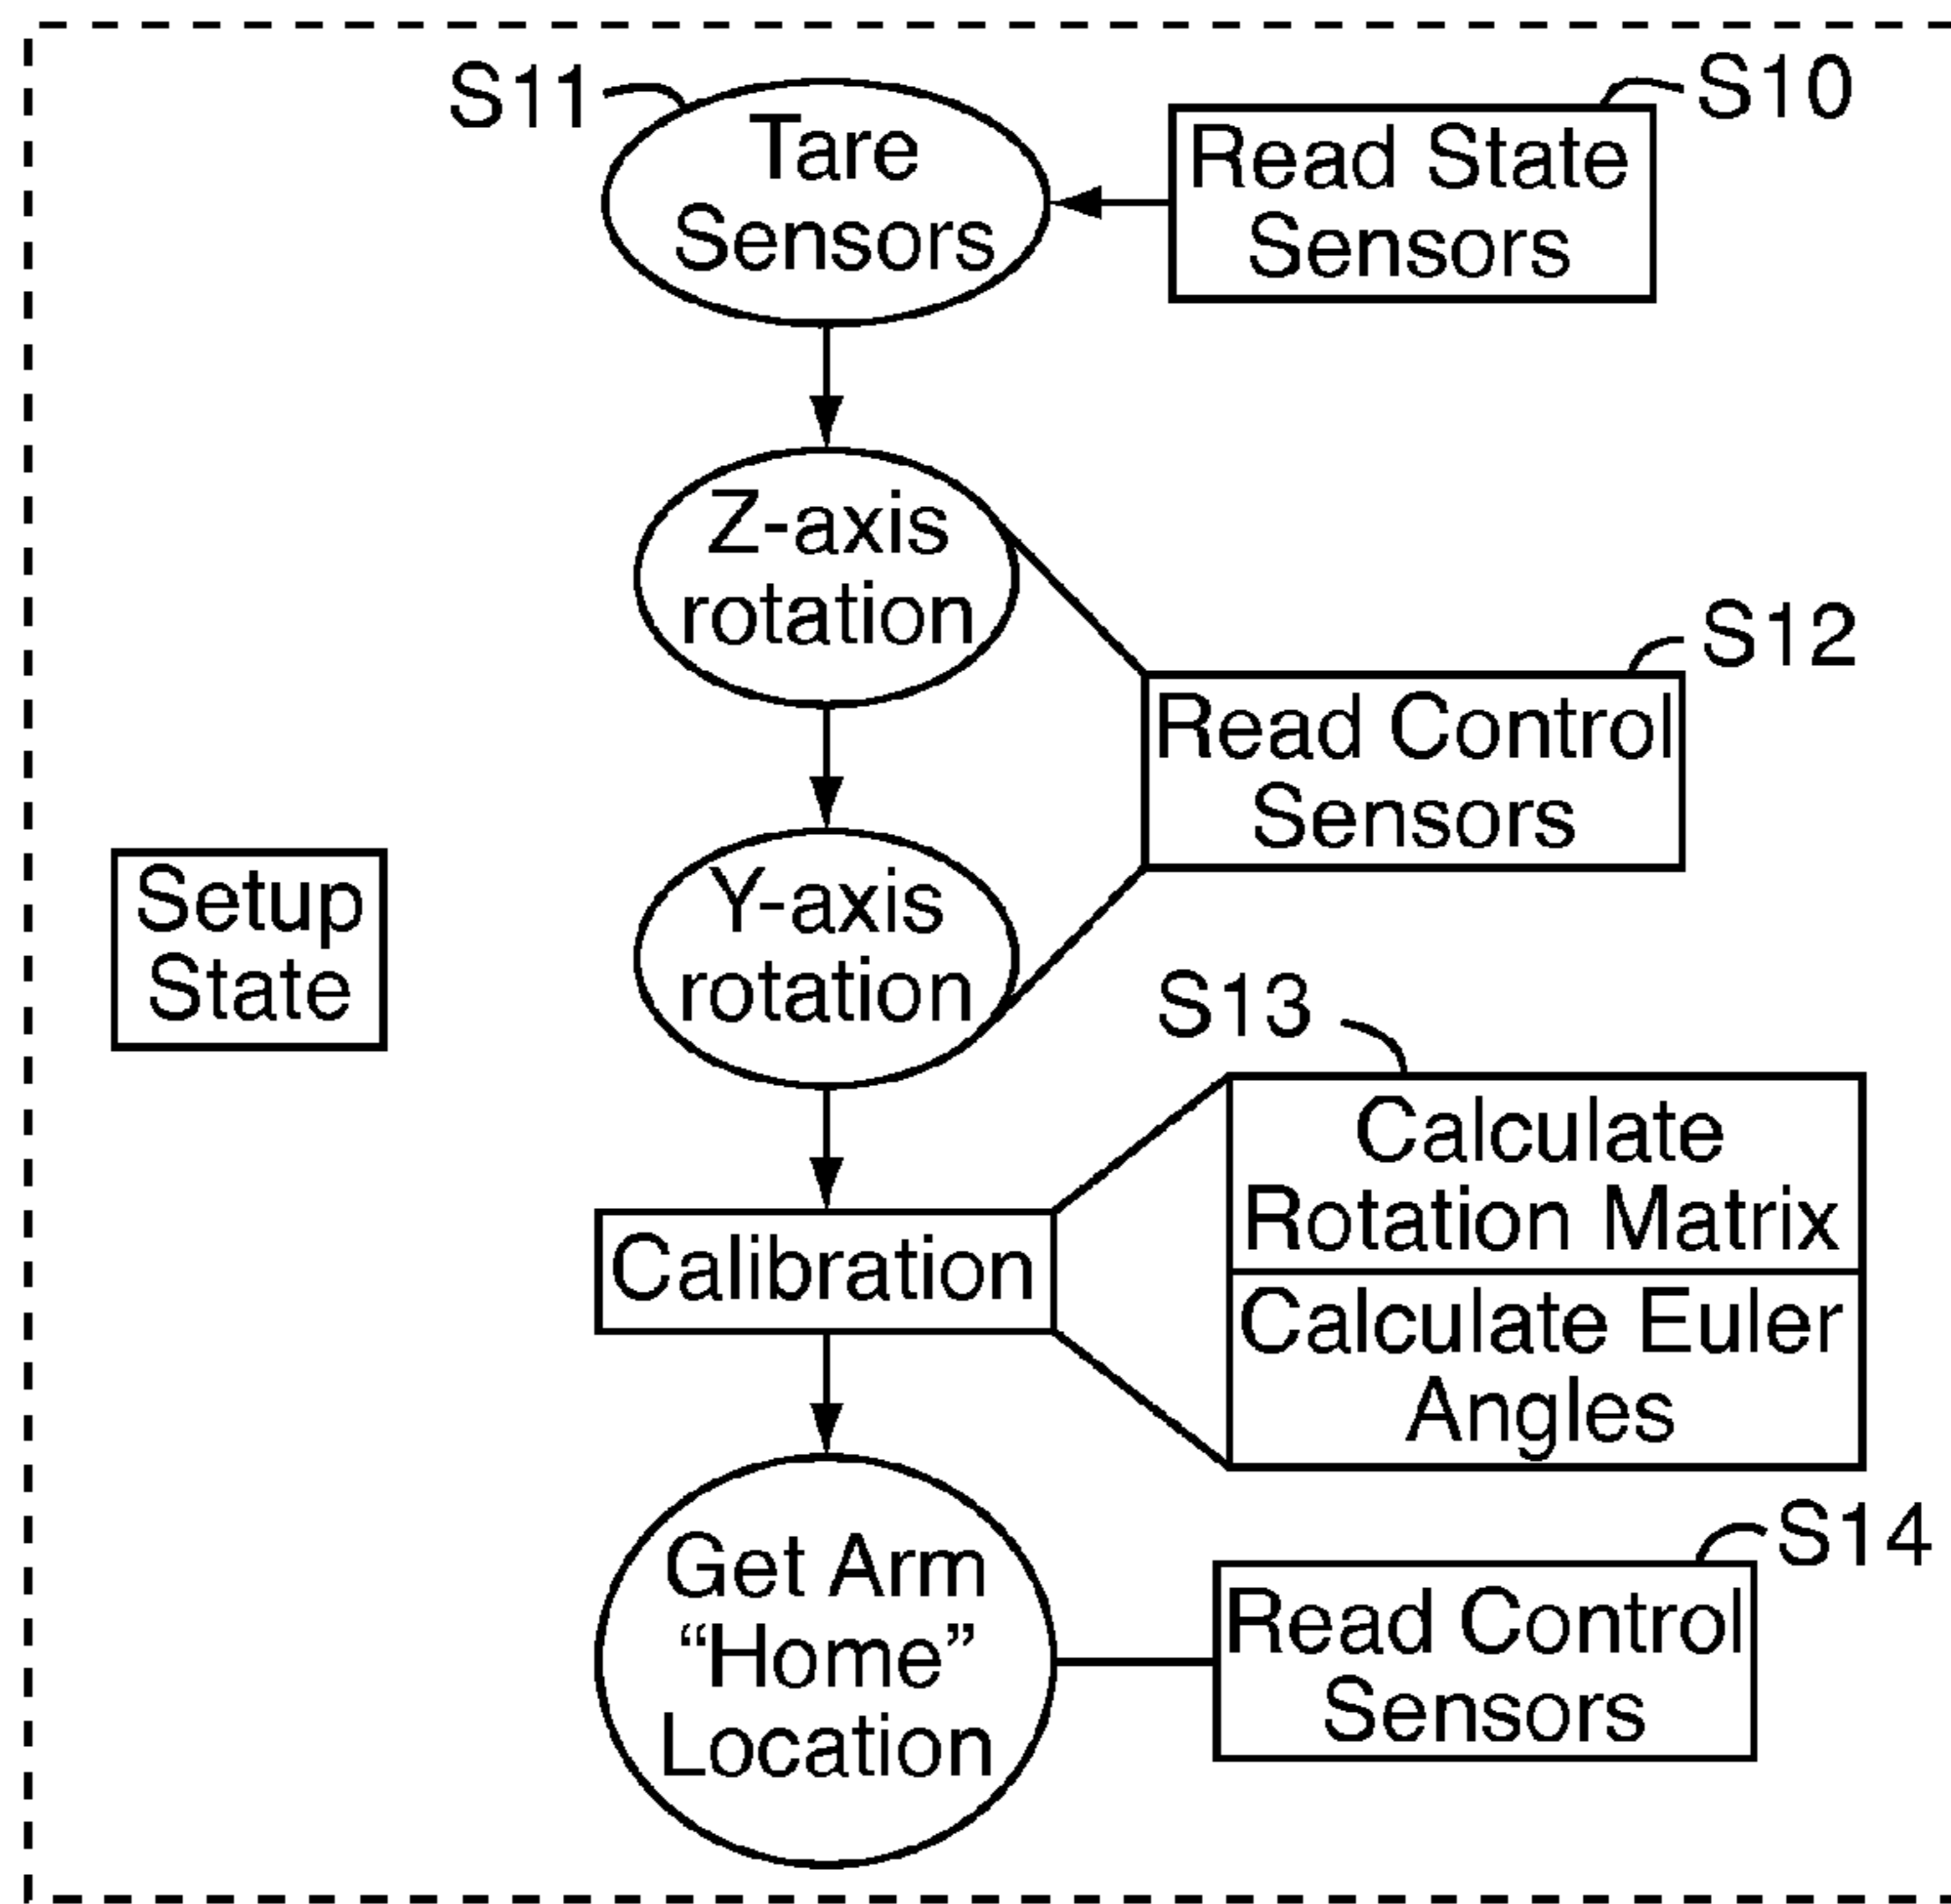 S11
Tare
Sensors
S10
Read State
Sensors
Z-axis
rotation
S12
Read Control
Sensors
Setup
State
Y-axis
rotation
S13
Calculate
Rotation Matrix
Calculate Euler
Angles
Calibration
S14
Get Arm
“Home”
Location
Read Control
Sensors